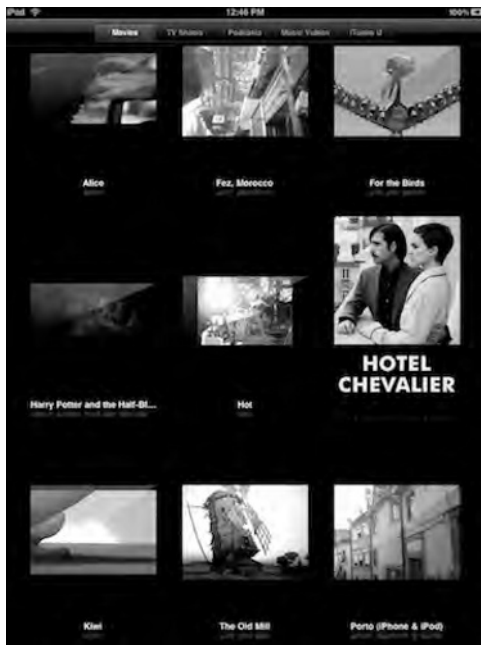 iPad 12:46 PM 100%
Movies TV Shows Podcasts Music Videos iTunes U
Alice Fez, Morocco For the Birds
HOTEL
CHEVALIER
Harry Potter and the Half-Bl... Hot
Kiwi The Old Mill Porto (iPhone & iPod)